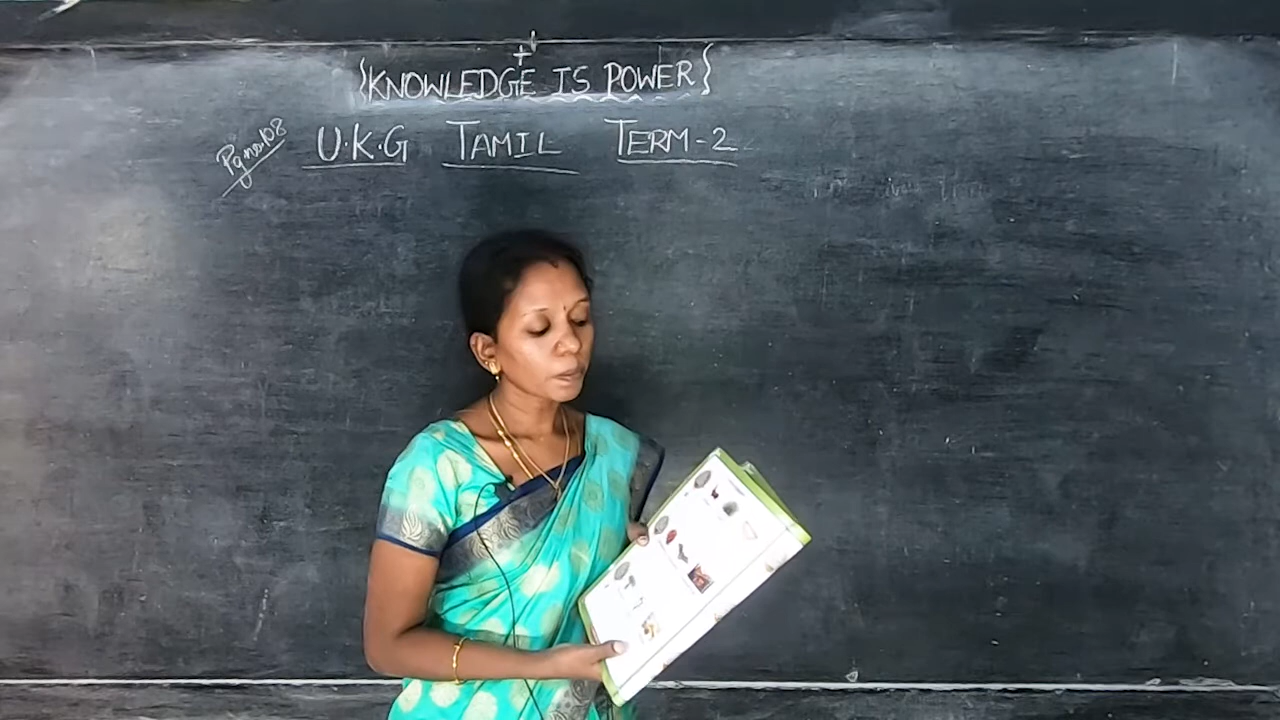 {KNOWLEDGE IS POWER}
Pg no:108 U.K.G TAMIL TERM-2